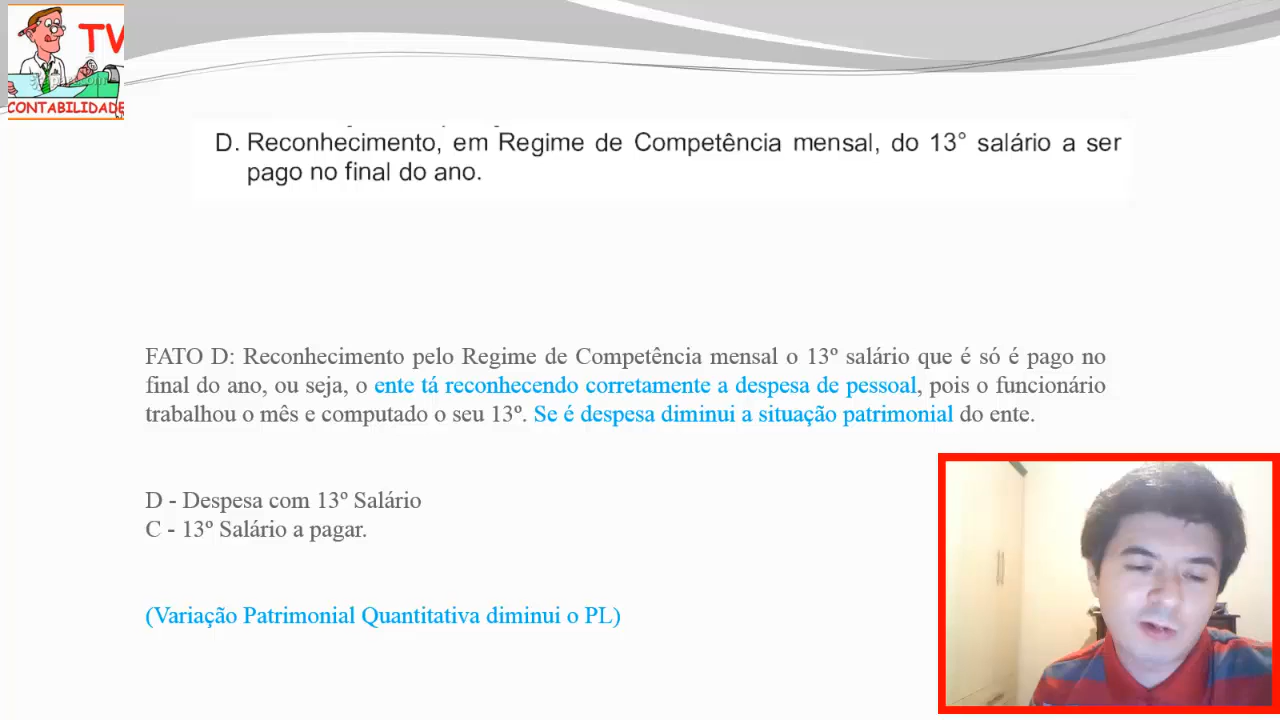 TV
CONTABILIDADE
D. Reconhecimento, em Regime de Competência mensal, do 13° salário a ser
pago no final do ano.
FATO D: Reconhecimento pelo Regime de Competência mensal o 13º salário que é só é pago no
final do ano, ou seja, o ente tá reconhecendo corretamente a despesa de pessoal, pois o funcionário
trabalhou o mês e computado o seu 13º. Se é despesa diminui a situação patrimonial do ente.
D - Despesa com 13º Salário
C - 13º Salário a pagar.
(Variação Patrimonial Quantitativa diminui o PL)